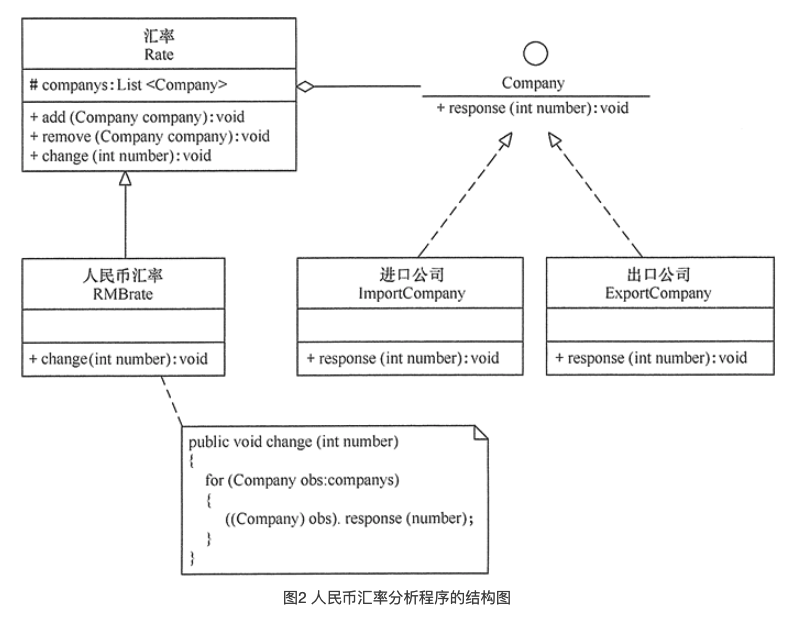 汇率
Rate
# companys:List <Company>
+ add (Company company):void
+ remove (Company company):void
+ change (int number):void
Company
+ response (int number):void
人民币汇率
RMBrate
+ change(int number):void
进口公司
ImportCompany
+ response (int number):void
出口公司
ExportCompany
+ response (int number):void
public void change (int number)
{
for (Company obs:companys)
{
((Company) obs). response (number);
}
}
图2 人民币汇率分析程序的结构图